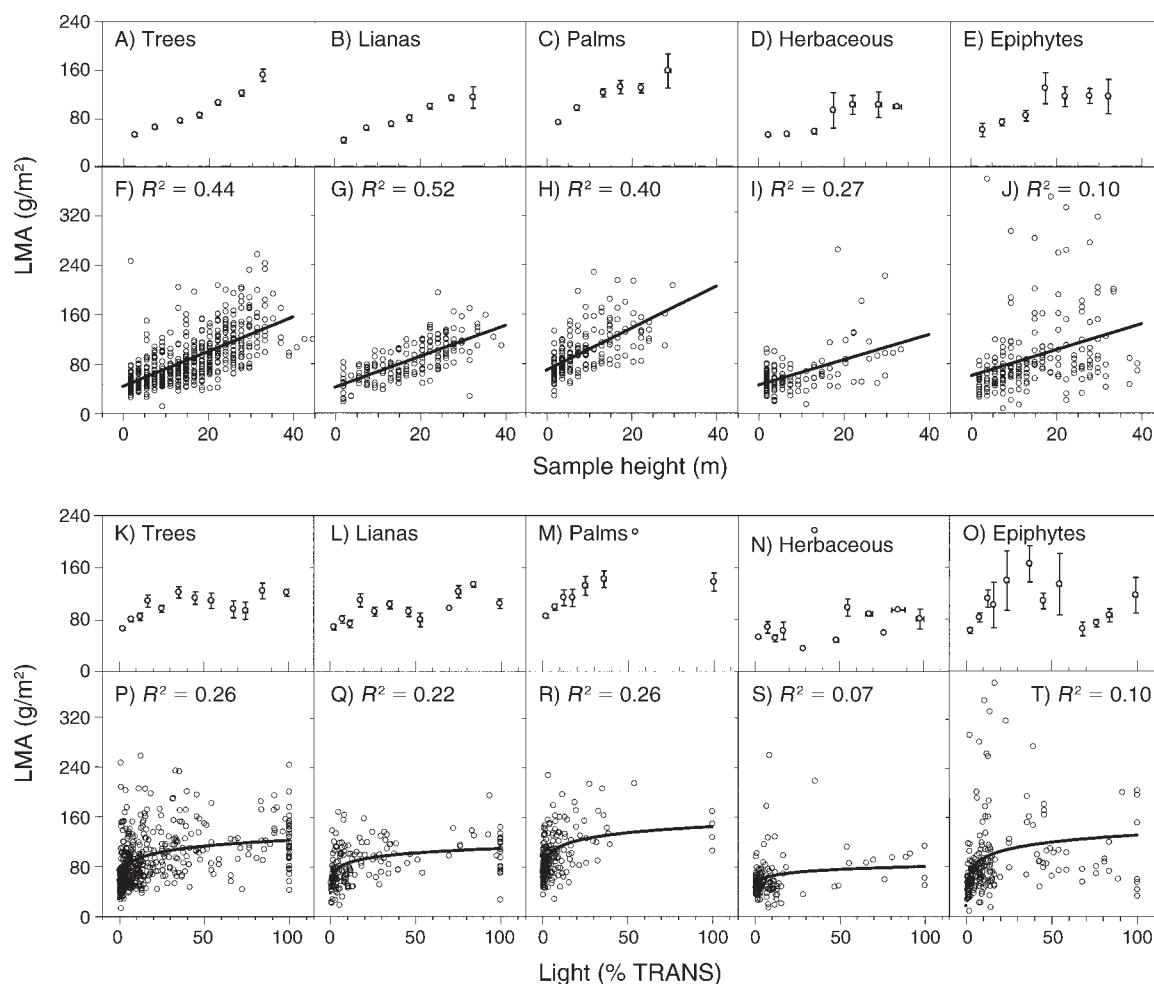 240
160
80
0
A) Trees
B) Lianas
C) Palms
D) Herbaceous
E) Epiphytes
LMA (g/m²)
320
240
160
80
0
F) R² = 0.44
G) R² = 0.52
H) R² = 0.40
I) R² = 0.27
J) R² = 0.10
0 20 40
0 20 40
0 20 40
0 20 40
0 20 40
Sample height (m)
240
160
80
0
K) Trees
L) Lianas
M) Palms
N) Herbaceous
O) Epiphytes
LMA (g/m²)
320
240
160
80
0
P) R² = 0.26
Q) R² = 0.22
R) R² = 0.26
S) R² = 0.07
T) R² = 0.10
0 50 100
0 50 100
0 50 100
0 50 100
0 50 100
Light (% TRANS)